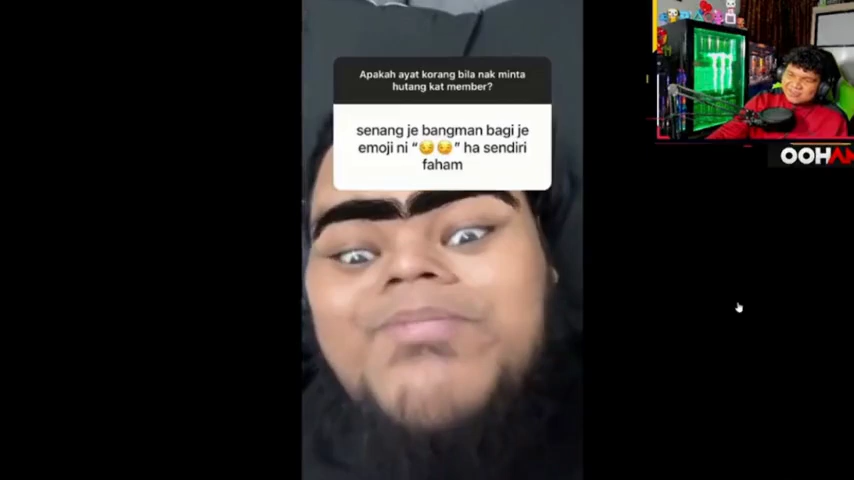 Apakah ayat korang bila nak minta
hutang kat member?
senang je bangman bagi je
emoji ni “😏😏” ha sendiri
faham